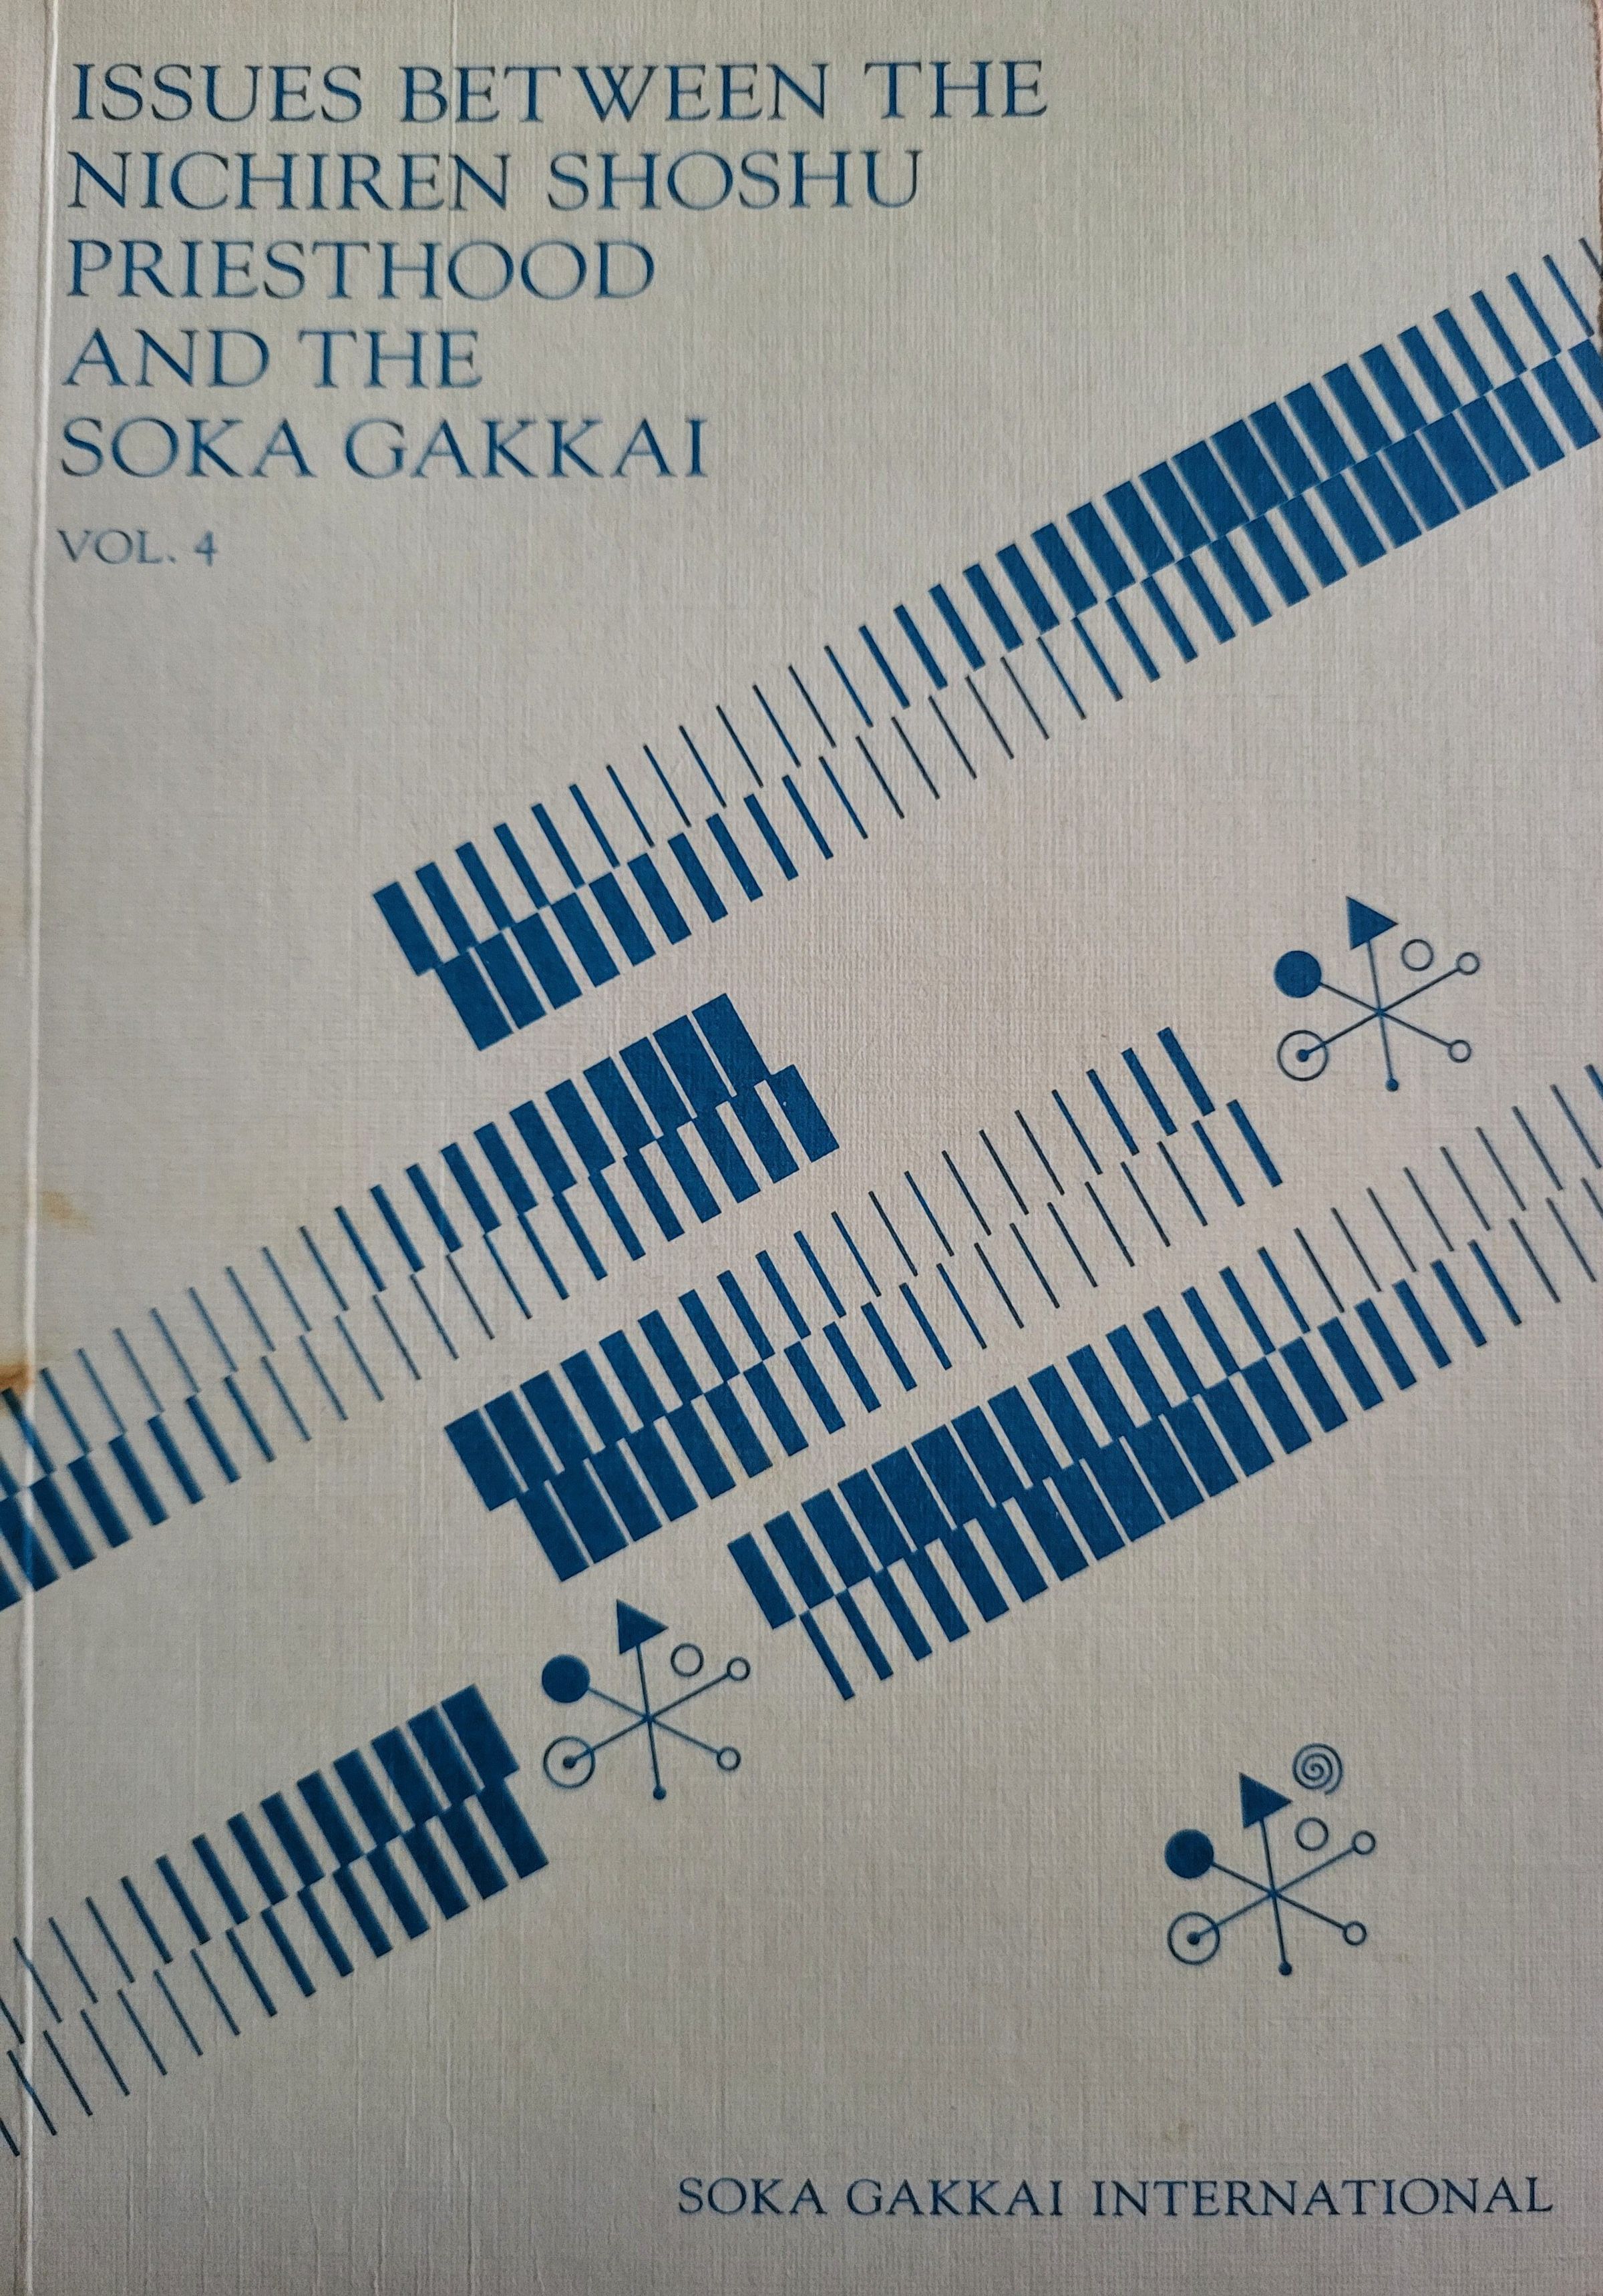 ISSUES BETWEEN THE
NICHIREN SHOSHU
PRIESTHOOD
AND THE
SOKA GAKKAI
VOL. 4
SOKA GAKKAI INTERNATIONAL